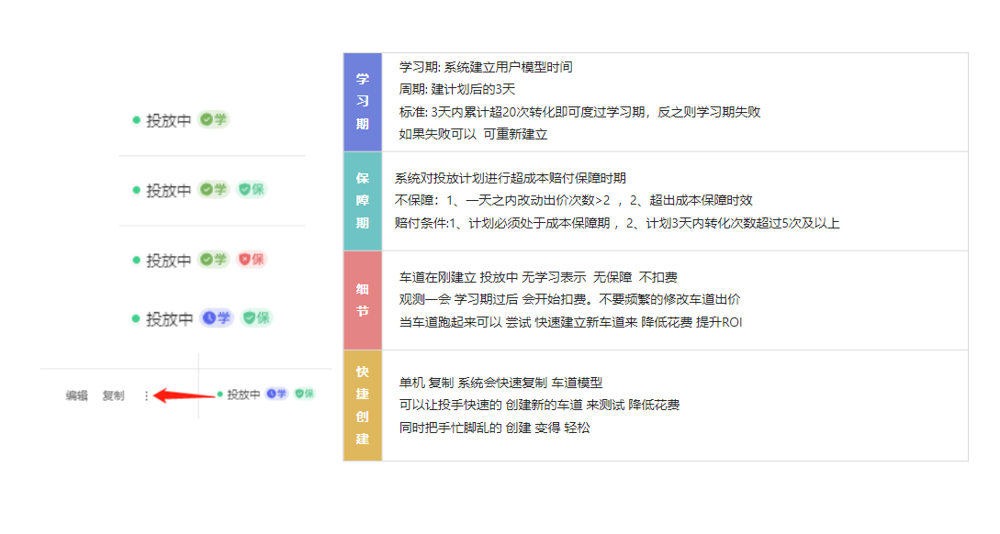 投放中 学
投放中 学 保
投放中 学 保
投放中 学 保
编辑 复制 投放中 学 保
学习期
学习期: 系统建立用户模型时间
周期: 建计划后的3天
标准: 3天内累计超20次转化即可度过学习期，反之则学习期失败
如果失败可以 可重新建立
保障期
系统对投放计划进行超成本赔付保障时期
不保障：1、一天之内改动出价次数>2 ，2、超出成本保障时效
赔付条件:1、计划必须处于成本保障期 ，2、计划3天内转化次数超过5次及以上
细节
车道在刚建立 投放中 无学习表示 无保障 不扣费
观测一会 学习期过后 会开始扣费。不要频繁的修改车道出价
当车道跑起来可以 尝试 快速建立新车道来 降低花费 提升ROI
快捷创建
单机 复制 系统会快速复制 车道模型
可以让投手快速的 创建新的车道 来测试 降低花费
同时把手忙脚乱的 创建 变得 轻松